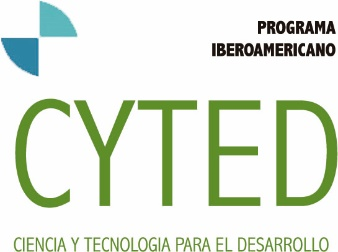 PROGRAMA
IBEROAMERICANO
CYTED
CIENCIA Y TECNOLOGIA PARA EL DESARROLLO